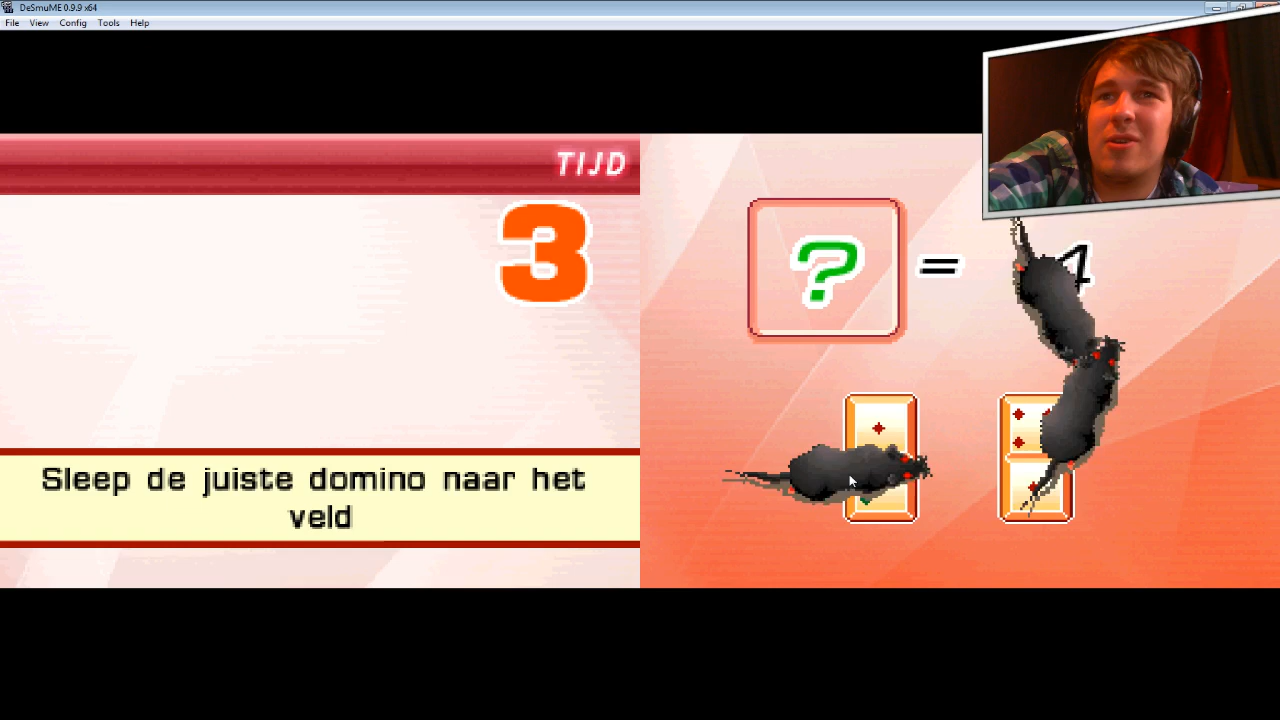 DeSmuME 0.9.9 x64
File View Config Tools Help
TIJD
3
? = 4
Sleep de juiste domino naar het
veld